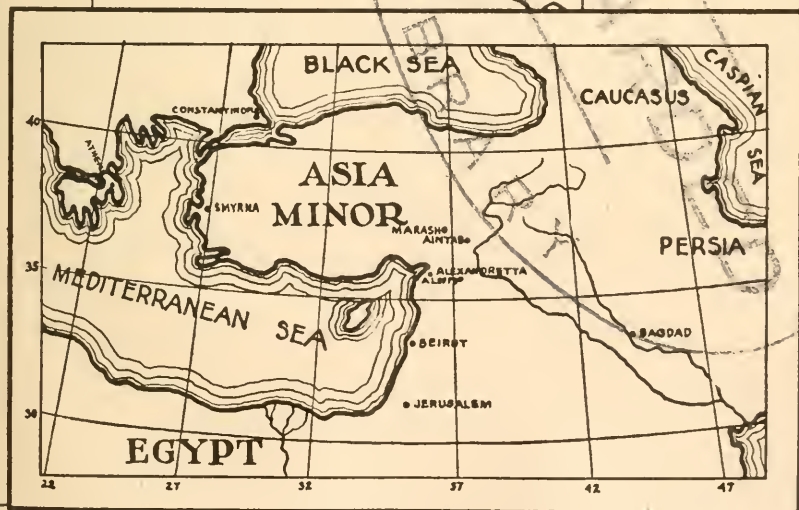 BLACK SEA
CASPIAN
SEA
CAUCASUS
CONSTANTINOPLE
40
ATHENS
ASIA
MINOR
SMYRNA
MARASH
AINTAB
PERSIA
35
ALEXANDRETTA
ALEPPO
MEDITERRANEAN SEA
BAGDAD
BEIRUT
30
JERUSALEM
EGYPT
22 27 32 37 42 47